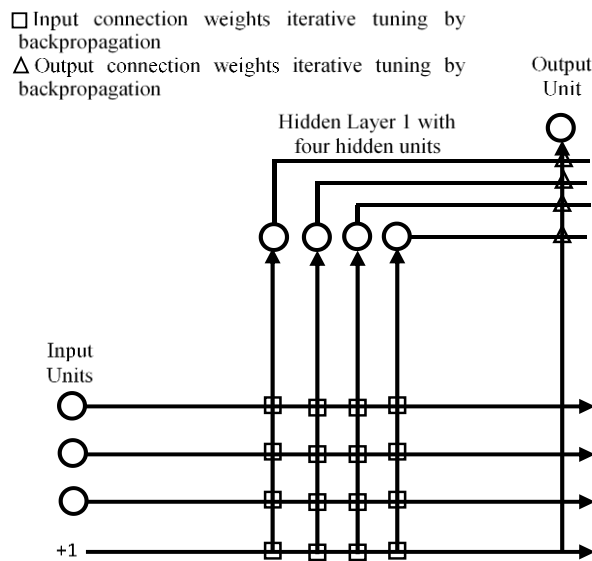 □ Input connection weights iterative tuning by
backpropagation
△ Output connection weights iterative tuning by
backpropagation
Output
Unit
Hidden Layer 1 with
four hidden units
Input
Units
+1